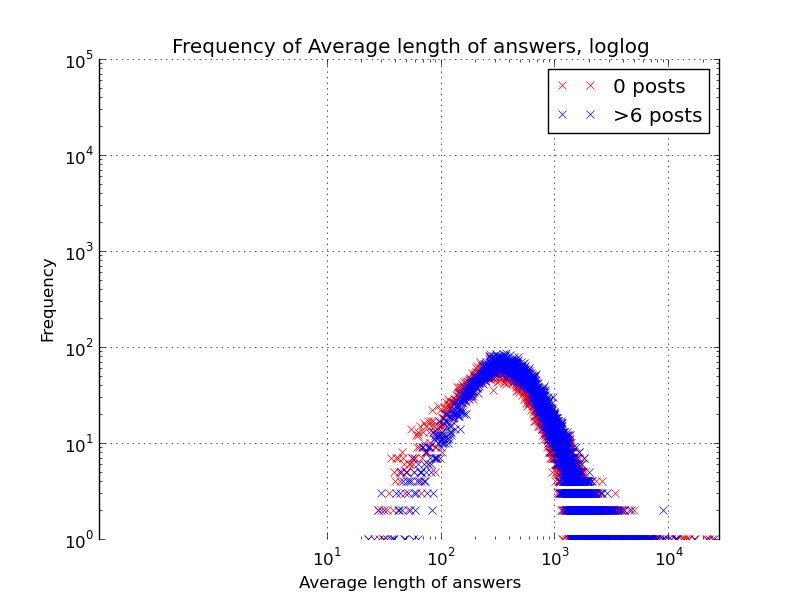 Frequency of Average length of answers, loglog
0 posts
>6 posts
Frequency
10^5
10^4
10^3
10^2
10^1
10^0
10^1 10^2 10^3 10^4
Average length of answers